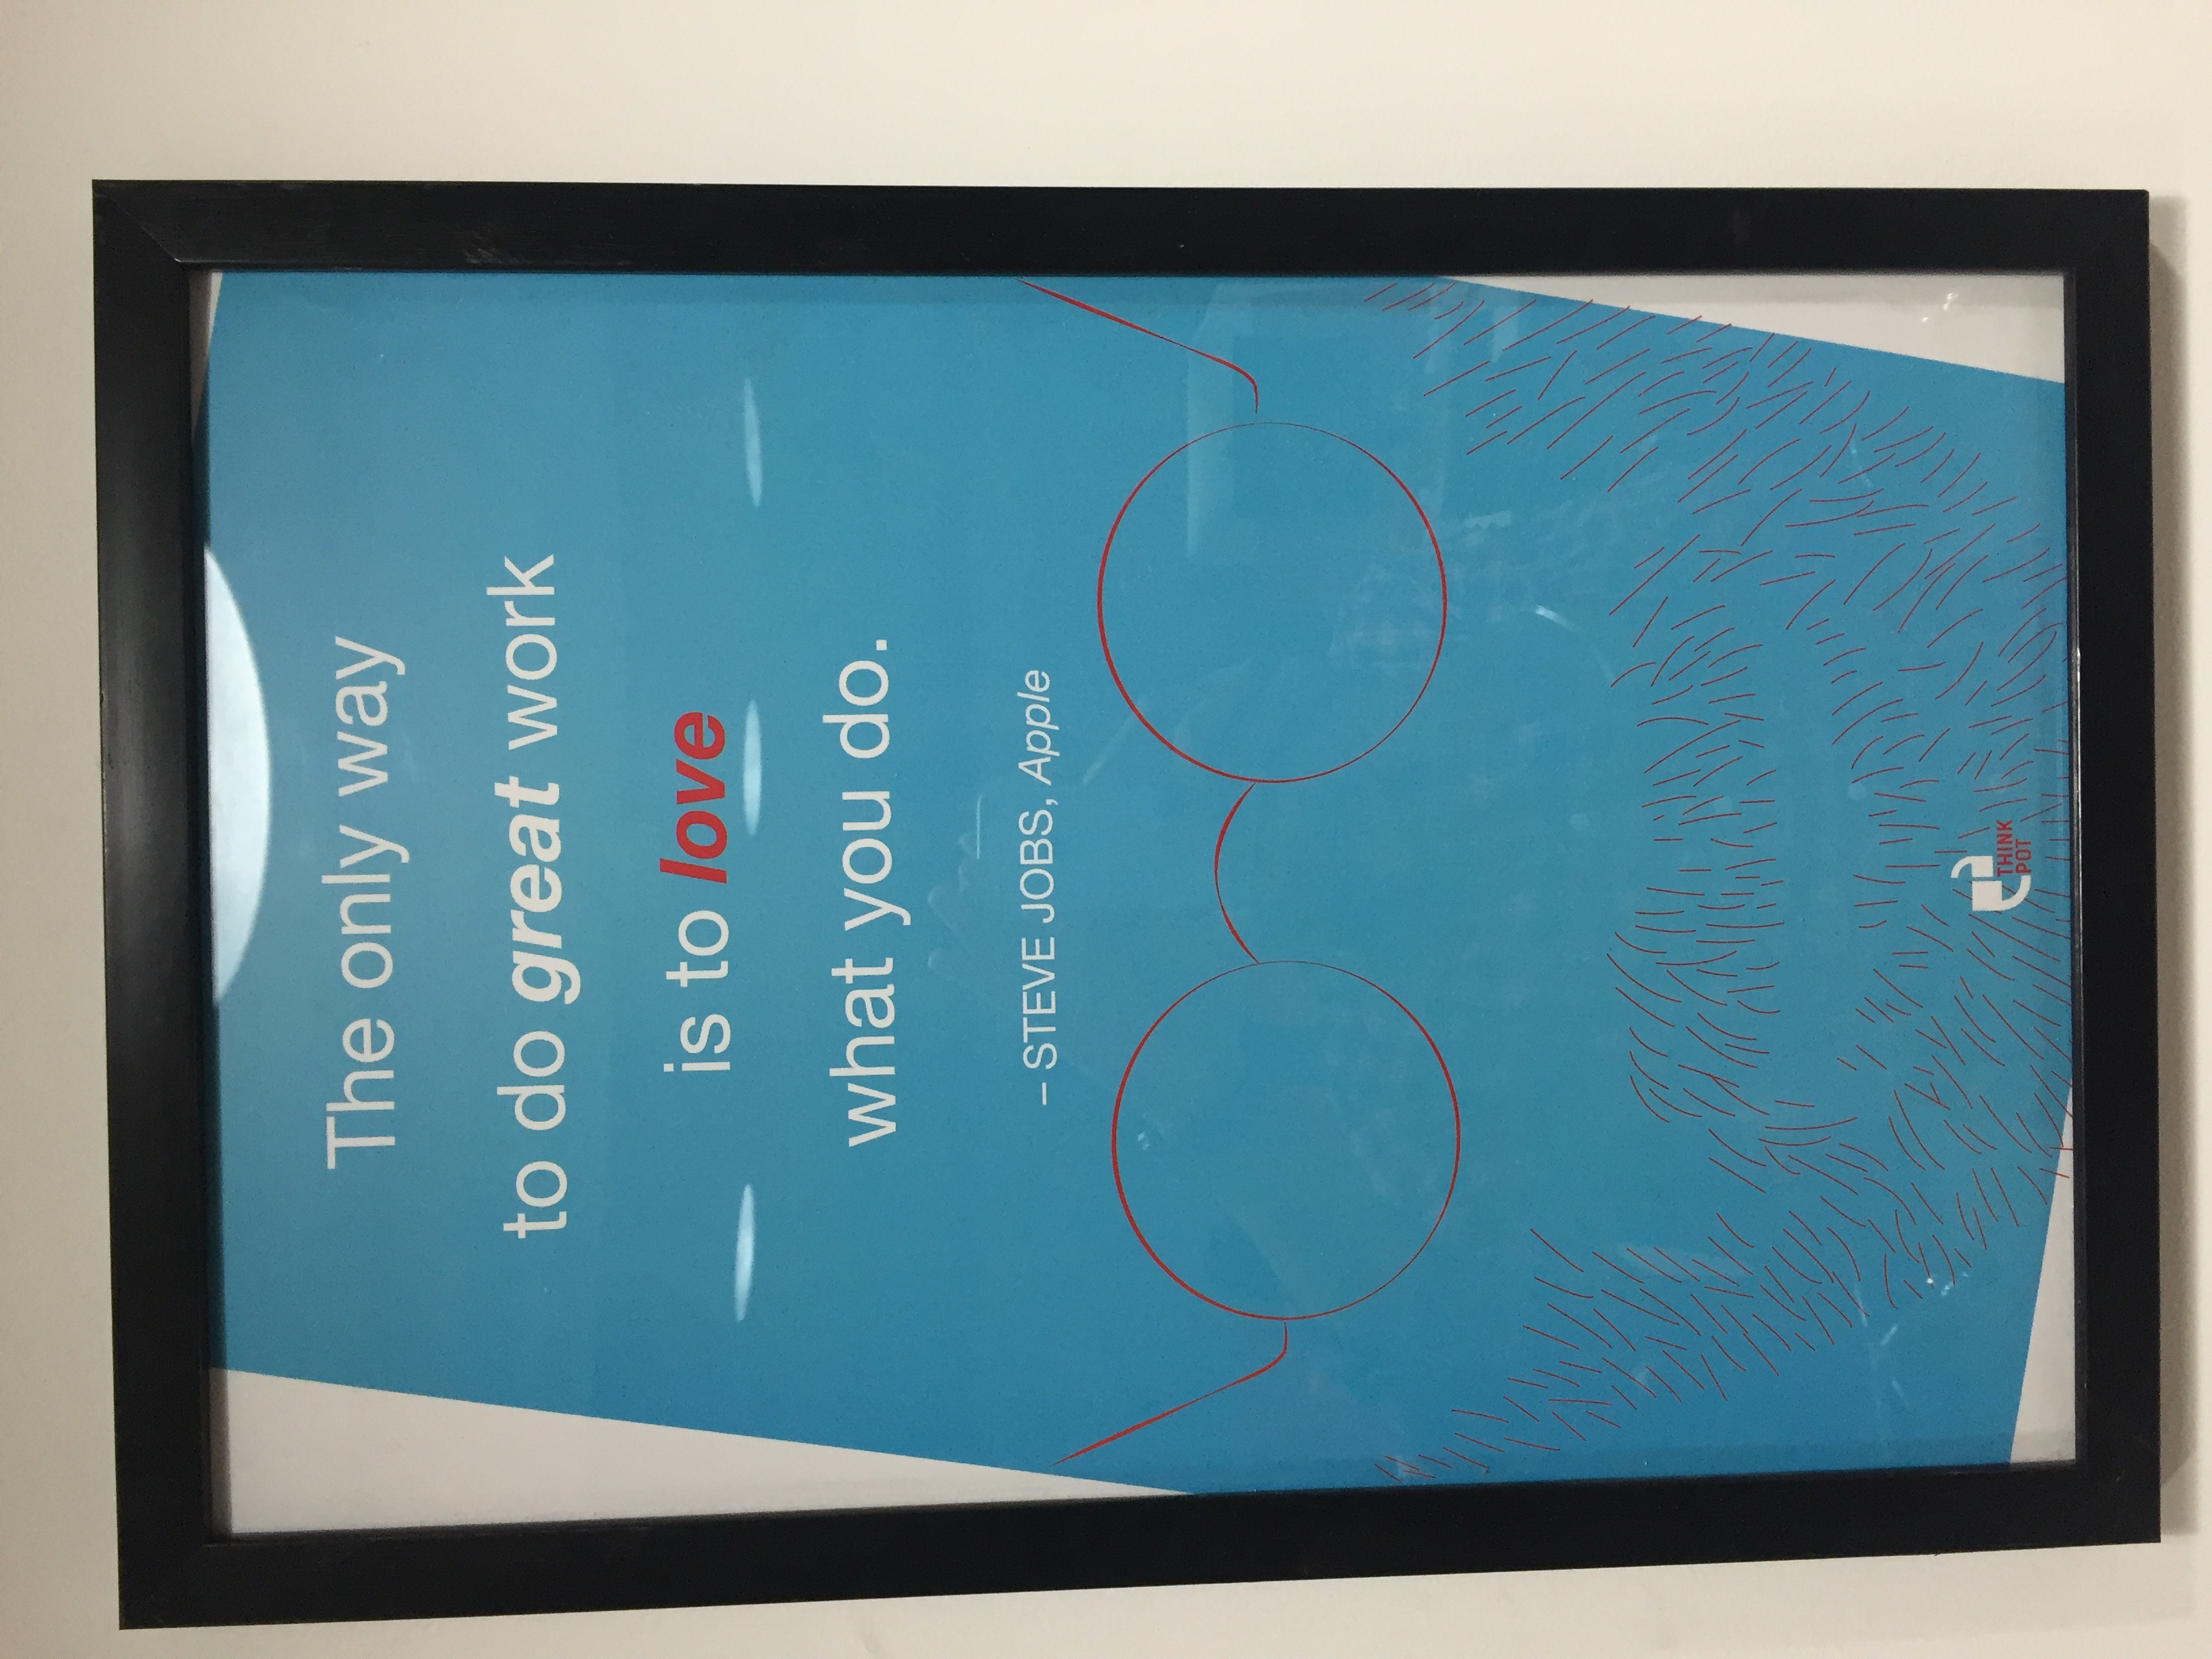 The only way
to do great work
is to love
what you do.
– STEVE JOBS, Apple
THINK
POT